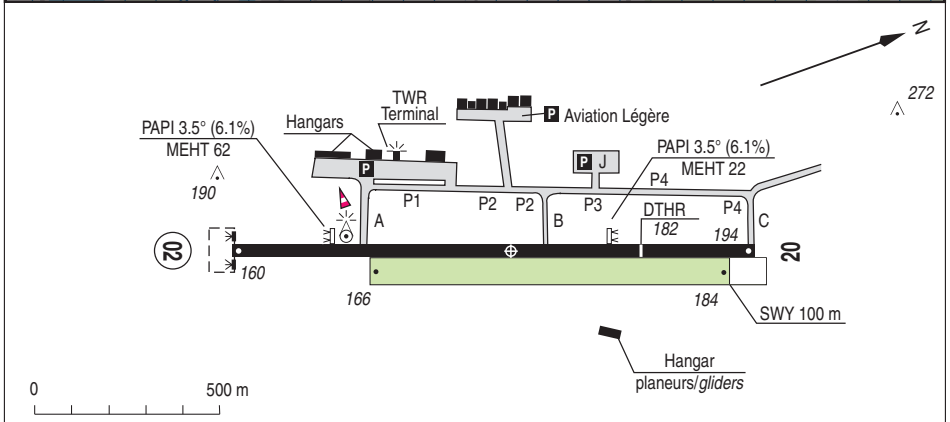 N
272
TWR
Terminal
P Aviation Légère
Hangars
PAPI 3.5° (6.1%)
MEHT 62
190
P
P J
PAPI 3.5° (6.1%)
MEHT 22
P4
P1
P2
P2
P3
P4
A
B
C
DTHR
182
194
02
20
160
166
184
SWY 100 m
Hangar
planeurs/gliders
0
500 m